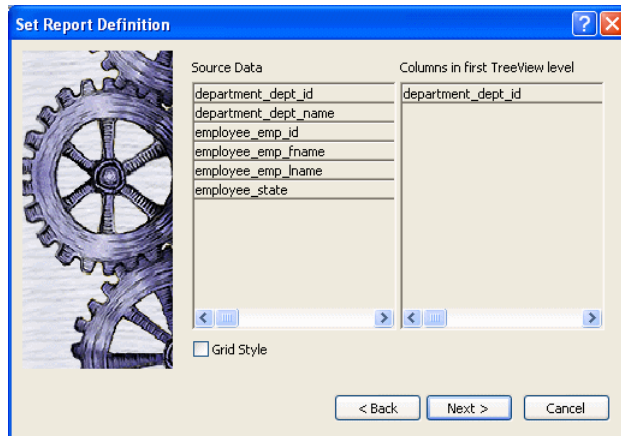 Set Report Definition
Source Data
Columns in first TreeView level
department_dept_id
department_dept_name
employee_emp_id
employee_emp_fname
employee_emp_lname
employee_state
department_dept_id
Grid Style
< Back
Next >
Cancel